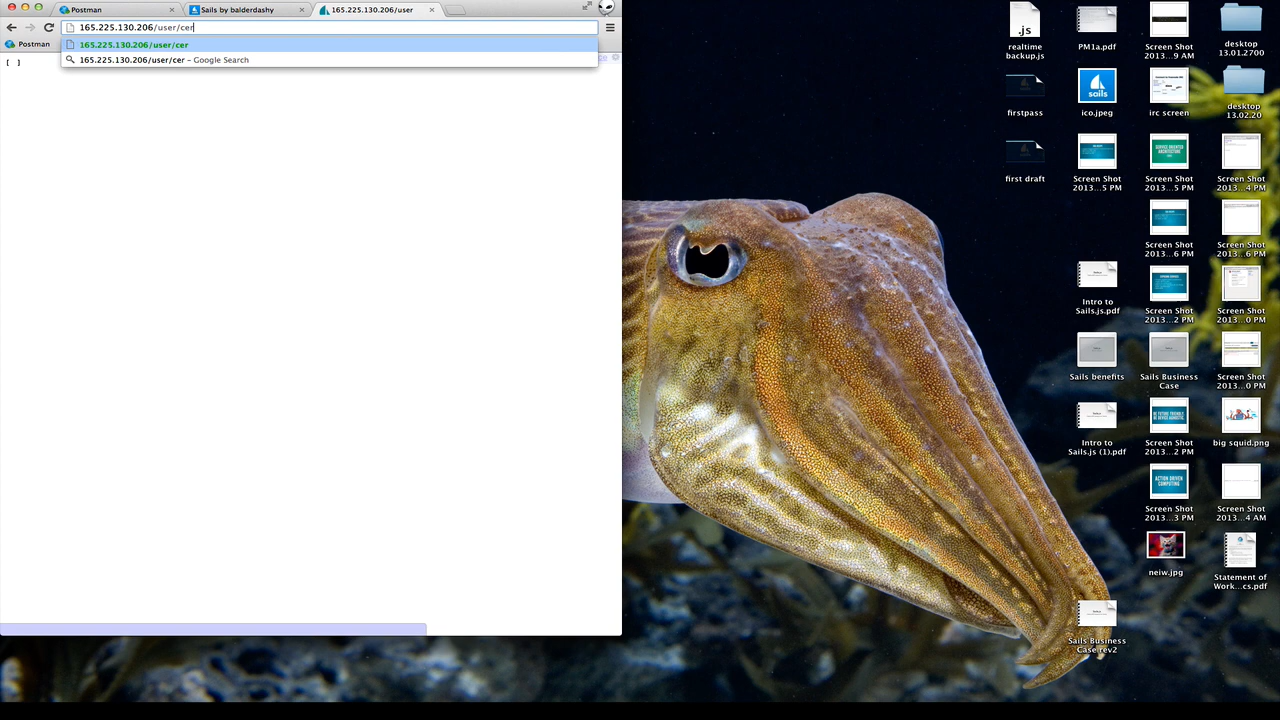 Postman
Sails by balderdashy
165.225.130.206/user
165.225.130.206/user/cer
Postman
165.225.130.206/user/cer
165.225.130.206/user/cer – Google Search
[ ]
.js
realtime
backup.js
PM1a.pdf
Screen Shot
2013...9 AM
desktop
13.01.2700
firstpass
sails
ico.jpeg
irc screen
desktop
13.02.20
first draft
Screen Shot
2013...5 PM
Screen Shot
2013...5 PM
Screen Shot
2013...4 PM
Screen Shot
2013...6 PM
Screen Shot
2013...6 PM
Intro to
Sails.js.pdf
Screen Shot
2013...2 PM
Screen Shot
2013...0 PM
Sails benefits
Sails Business
Case
Screen Shot
2013...0 PM
Intro to
Sails.js (1).pdf
Screen Shot
2013...2 PM
big squid.png
ACTION DRIVEN
COMPUTING
Screen Shot
2013...3 PM
Screen Shot
2013...4 AM
neiw.jpg
Statement of
Work...cs.pdf
Sails Business
Case rev2